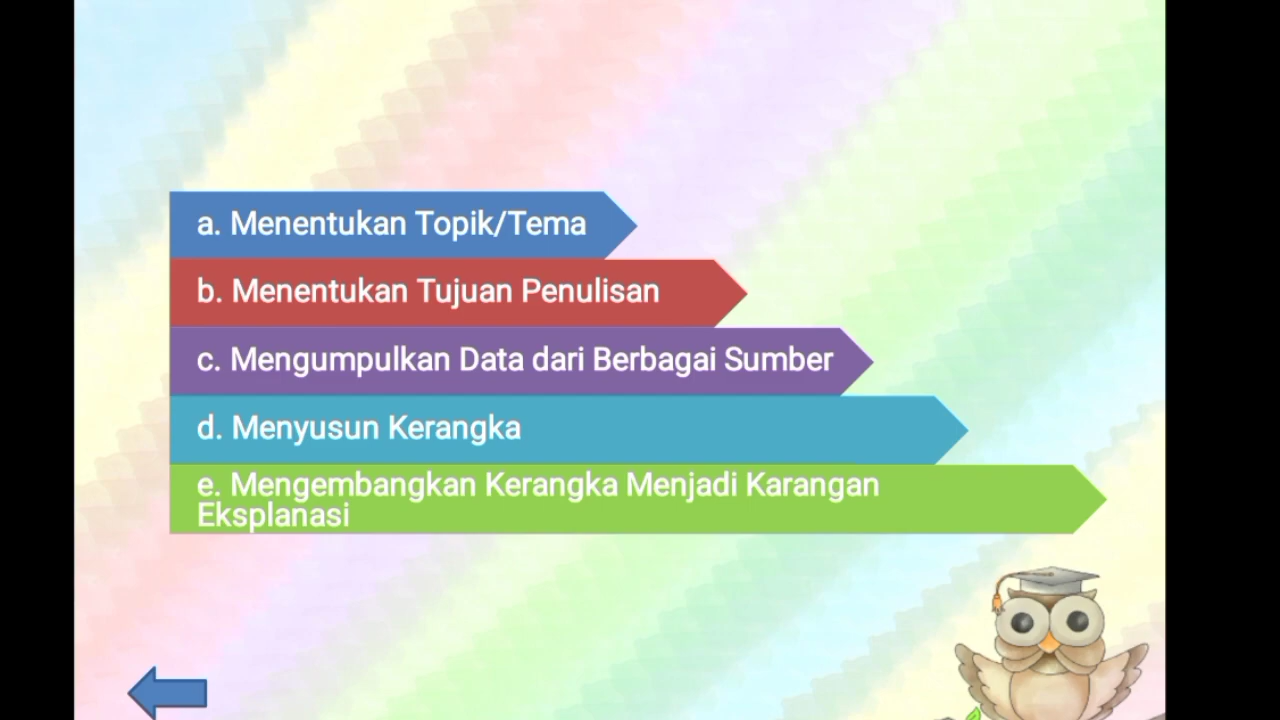 a. Menentukan Topik/Tema
b. Menentukan Tujuan Penulisan
c. Mengumpulkan Data dari Berbagai Sumber
d. Menyusun Kerangka
e. Mengembangkan Kerangka Menjadi Karangan
Eksplanasi